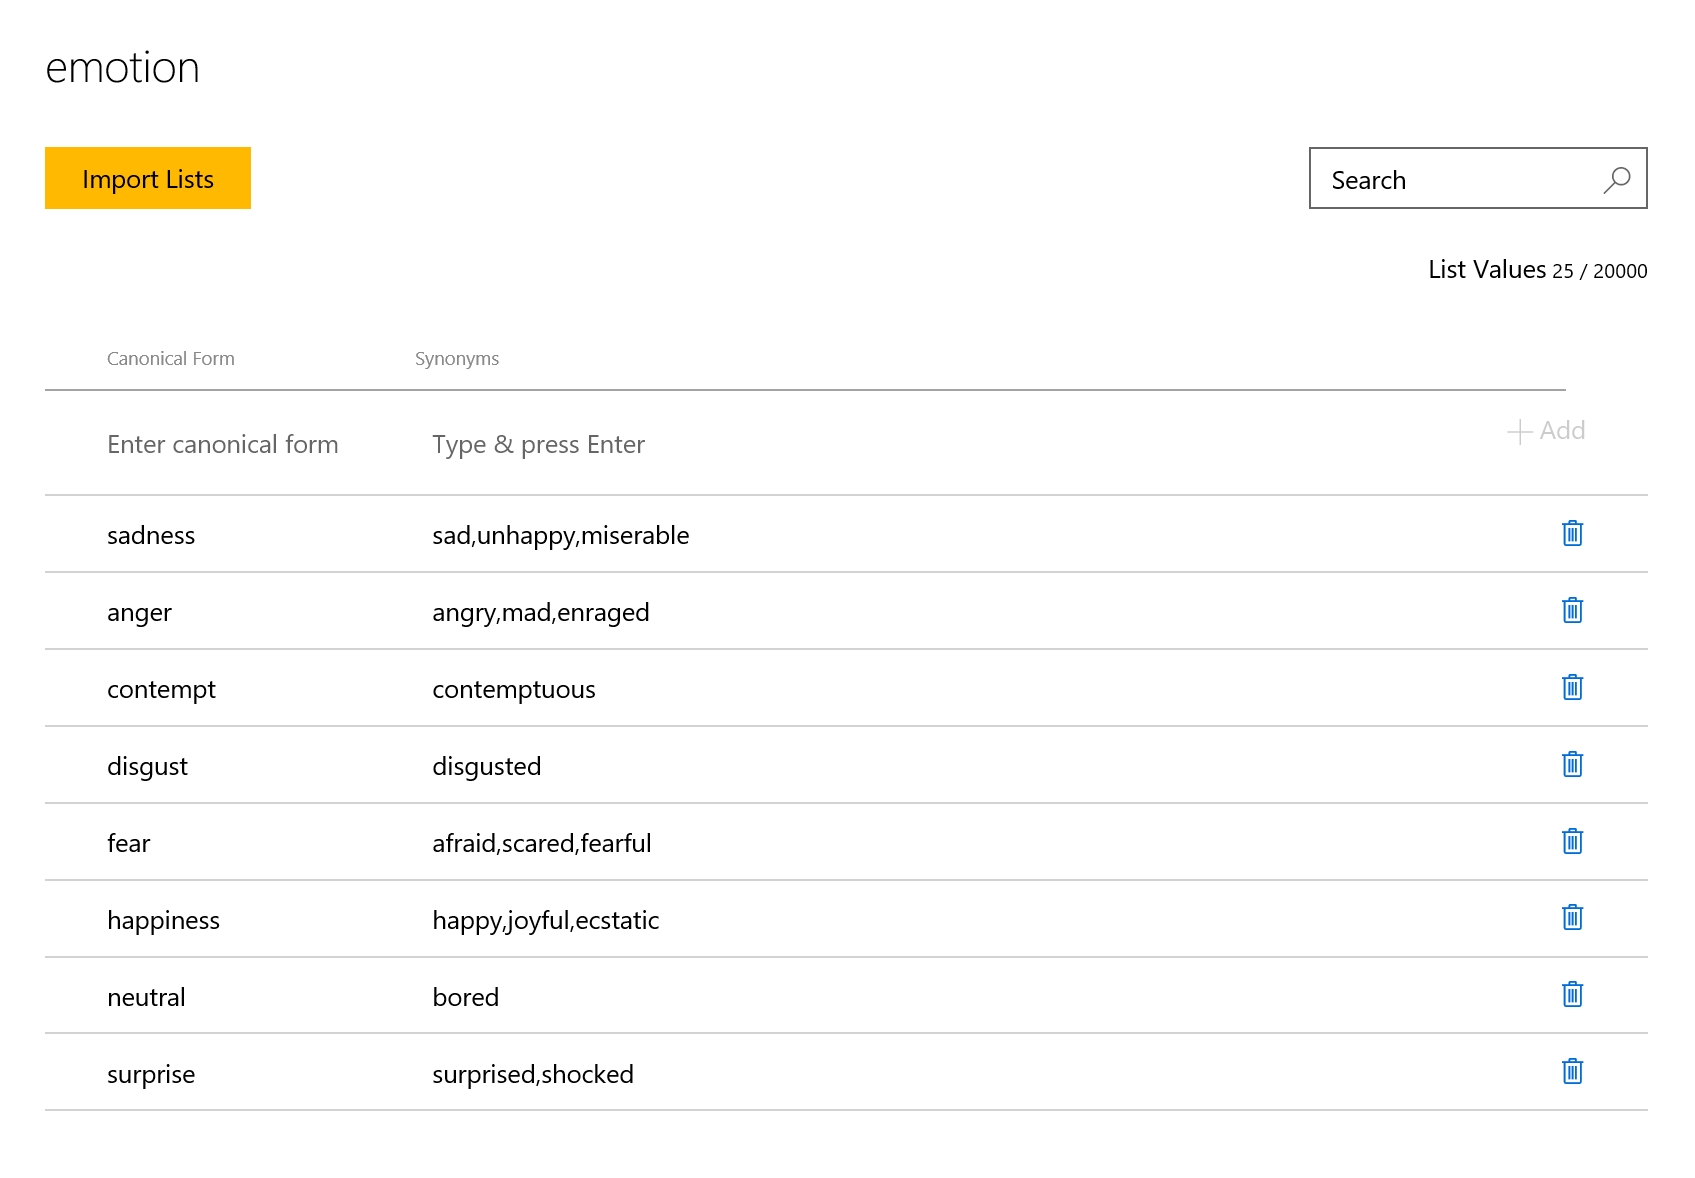 emotion
Import Lists
Search
List Values 25 / 20000
Canonical Form Synonyms
Enter canonical form Type & press Enter Add
sadness sad,unhappy,miserable
anger angry,mad,enraged
contempt contemptuous
disgust disgusted
fear afraid,scared,fearful
happiness happy,joyful,ecstatic
neutral bored
surprise surprised,shocked